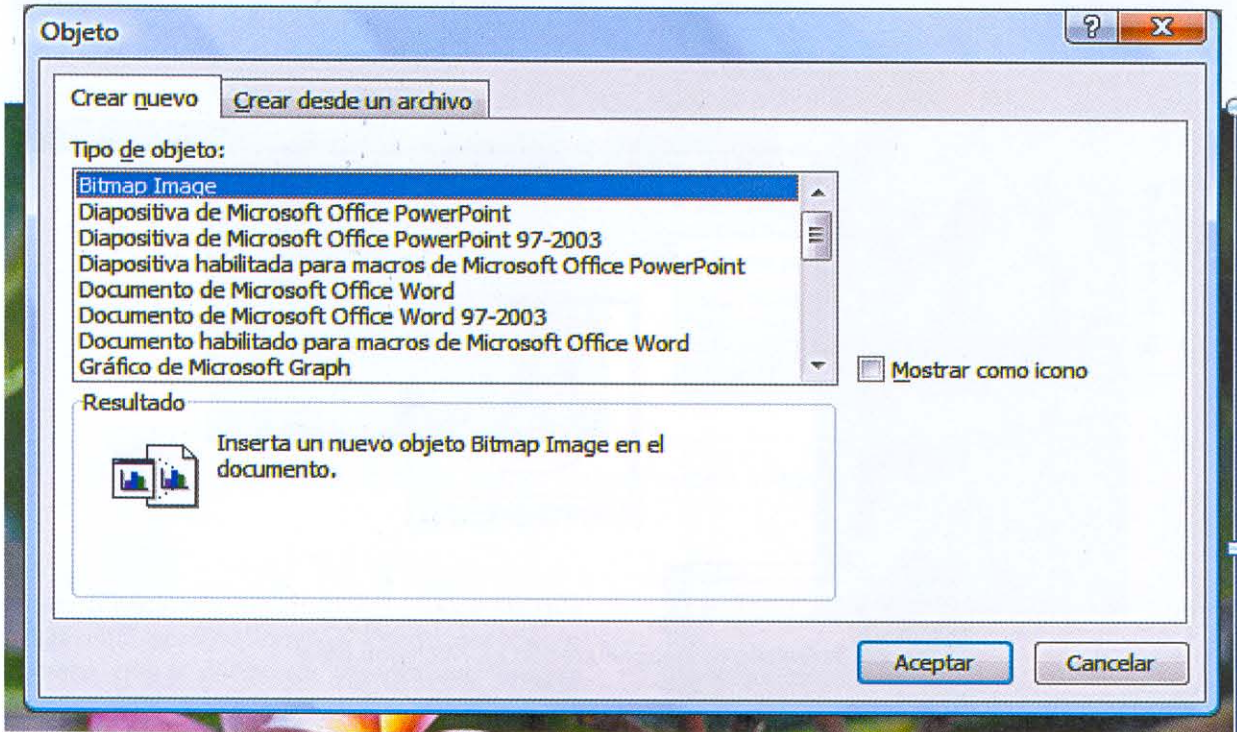 Objeto
Crear nuevo
Crear desde un archivo
Tipo de objeto:
Bitmap Image
Diapositiva de Microsoft Office PowerPoint
Diapositiva de Microsoft Office PowerPoint 97-2003
Diapositiva habilitada para macros de Microsoft Office PowerPoint
Documento de Microsoft Office Word
Documento de Microsoft Office Word 97-2003
Documento habilitado para macros de Microsoft Office Word
Gráfico de Microsoft Graph
Mostrar como icono
Resultado
Inserta un nuevo objeto Bitmap Image en el
documento.
Aceptar
Cancelar